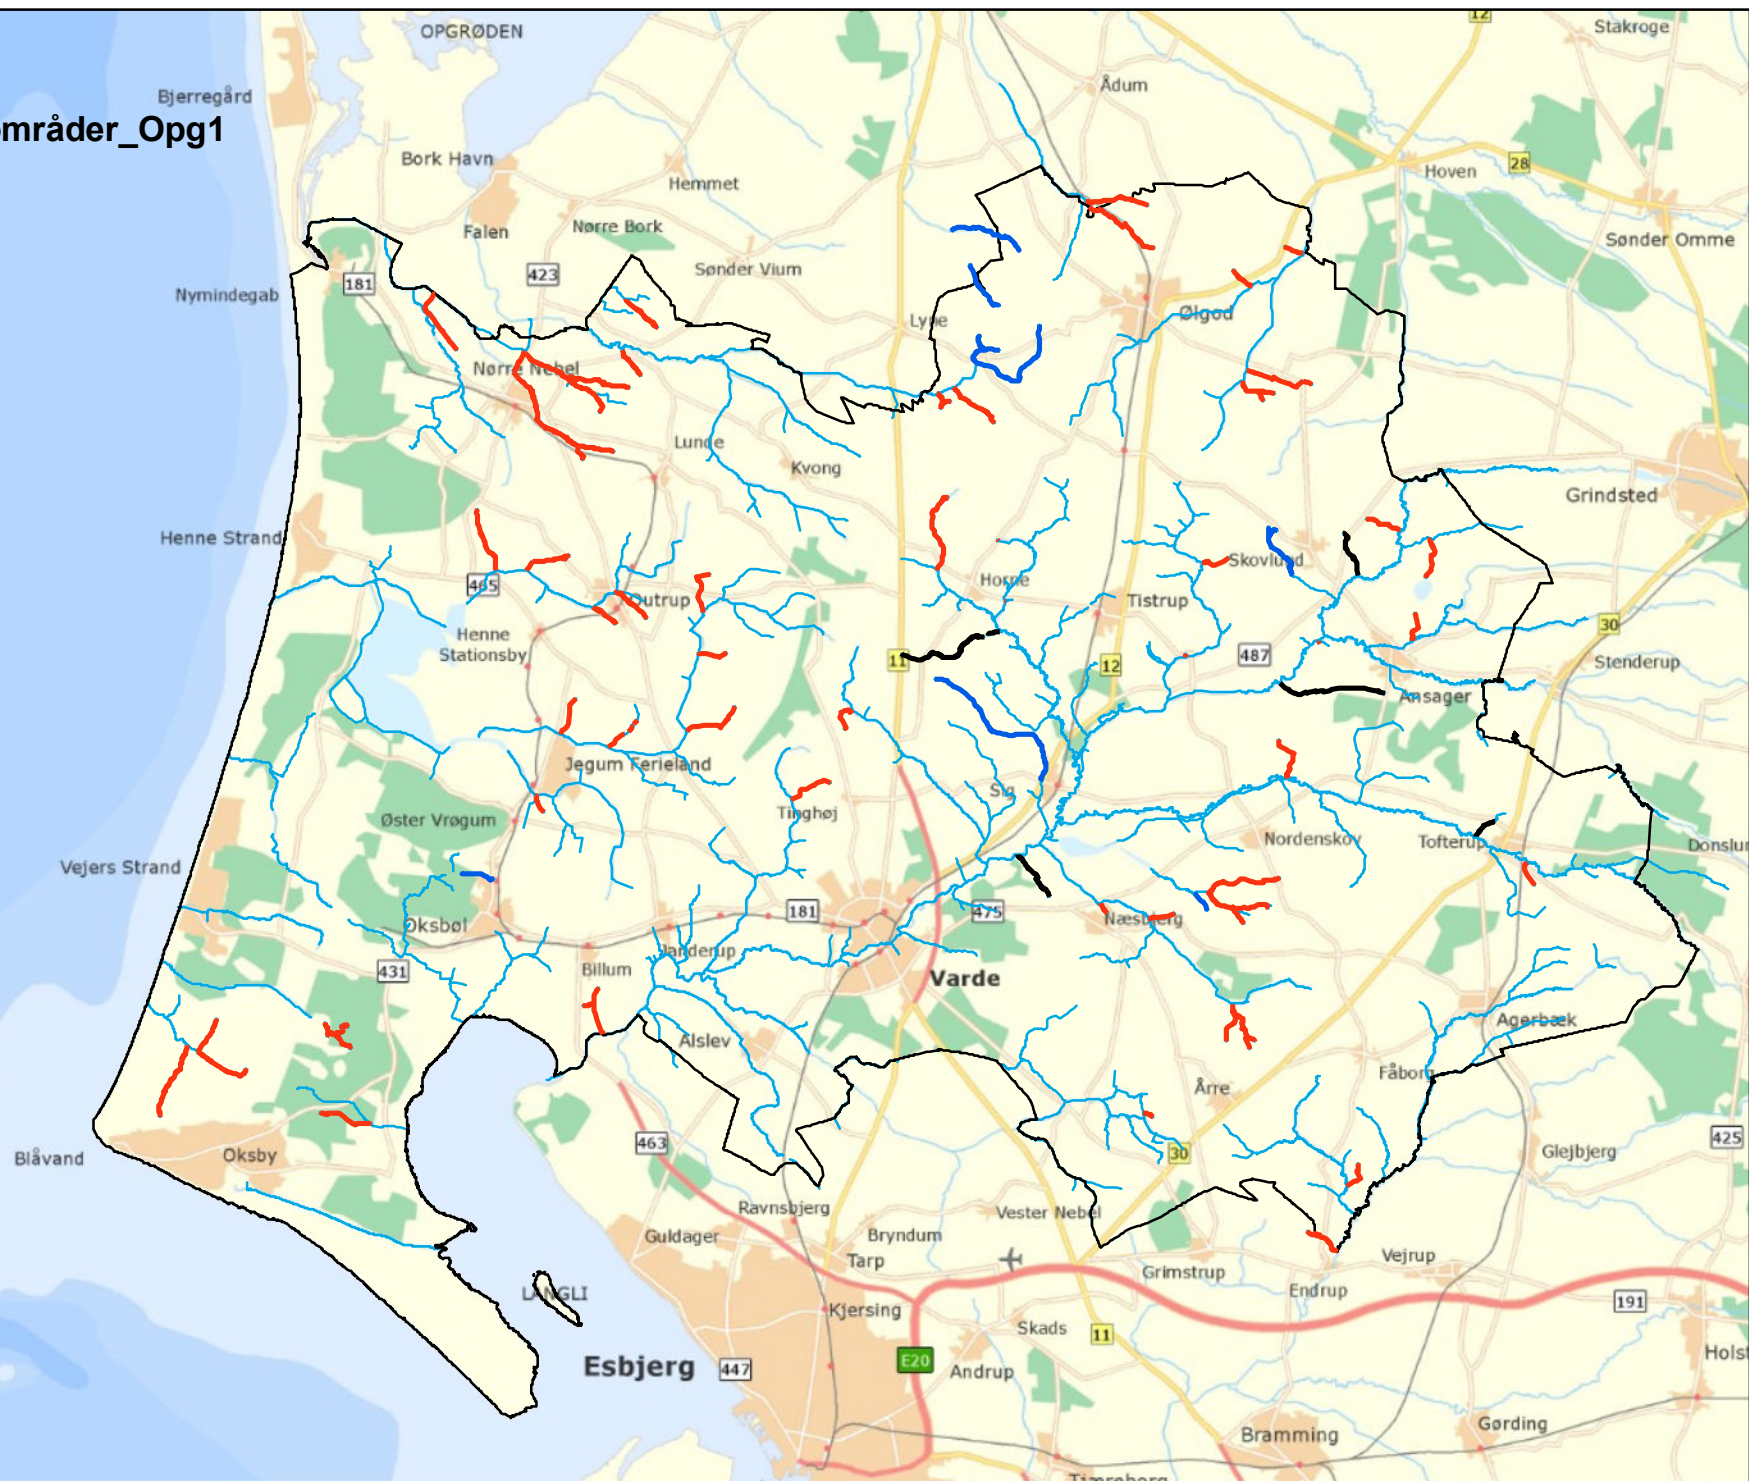 OPGRØDEN
12
Stakroge
Bjerregård
Ådum
områder_Opg1
Bork Havn
Hemmet
Hoven
28
Falen
Nørre Bork
Sønder Omme
423
Sønder Vium
181
Nymindegab
Lyne
Ølgod
Nørre Nebel
Lunde
Kvong
Grindsted
Henne Strand
Skovlund
465
Horne
Outrup
Tistrup
30
Henne
Stationsby
11
12
487
Stenderup
Ansager
Jegum Ferieland
Sig
Øster Vrøgum
Tinghøj
Nordenskov
Tofterup
Vejers Strand
181
475
Næsbjerg
Oksbøl
Janderup
431
Billum
Varde
Agerbæk
Alslev
Fåborg
Årre
463
425
Blåvand
Oksby
30
Glejbjerg
Ravnsbjerg
Vester Nebel
Guldager
Bryndum
Tarp
Vejrup
Grimstrup
LANGLI
Endrup
191
Kjersing
Skads
11
Esbjerg
447
E20
Andrup
Gørding
Bramming